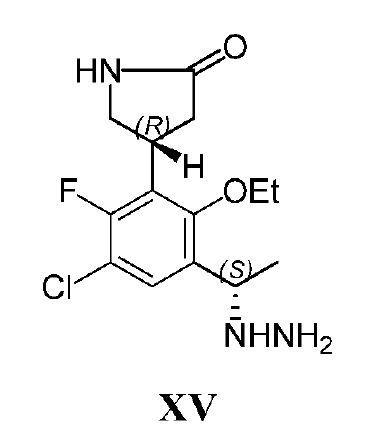 HN O
(R)
H
F OEt
Cl (S)
NHNH2
XV